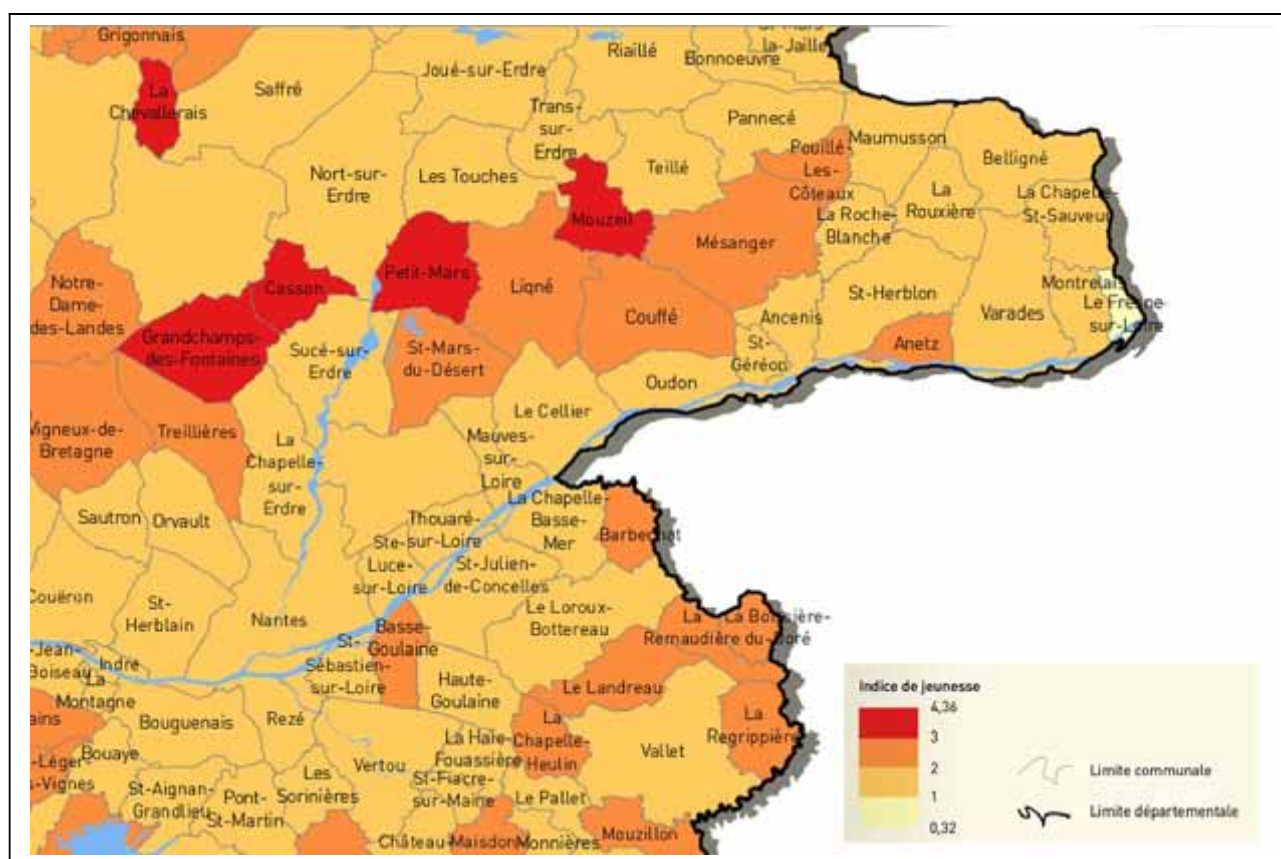 Grigonnais
La
Chevallerais
Saffré
Joué-sur-Erdre
Riaillé
la-Jaille
Bonnoeuvre
Trans-
sur-
Erdre
Pannecé
Maumusson
Belligné
Nort-sur-
Erdre
Les Touches
Teillé
Pouillé-
Les-
Côteaux
La
Rouxière
La Chapelle-
St-Sauveur
Mouzeil
La Roche-
Blanche
Mésanger
Notre-
Dame-
des-Landes
Casson
Petit-Mars
Ligné
Couffé
St-Herblon
Montrelais
Le Fresne-
sur-Loire
Varades
Ancenis
Grandchamps-
des-Fontaines
Sucé-sur-
Erdre
St-Mars-
du-Désert
St-
Géréon
Anetz
Oudon
Vigneux-de-
Bretagne
Treillières
La
Chapelle-
sur-
Erdre
Le Cellier
Mauves-
sur-
Loire
Sautron
Orvault
La Chapelle-
Basse-
Mer
Barbechat
Thouaré-
sur-Loire
Ste-
Luce-
sur-Loire
St-Julien-
de-Concelles
Couëron
St-
Herblain
Nantes
Le Loroux-
Bottereau
La
Remaudière
La Boissière-
du-Doré
Basse-
Goulaine
St-
Sébastien-
sur-Loire
-Jean-
Boiseau
Indre
La
Montagne
Haute-
Goulaine
Le Landreau
Bouguenais
Rezé
La
Chapelle-
Heulin
La
Regrippière
Vallet
ains
Bouaye
-Léger
s-Vignes
Vertou
La Haie-
Fouassière
St-Fiacre-
sur-Maine
St-Aignan-
Grandlieu
Pont-
St-Martin
Les
Sorinières
Le Pallet
Château-
Maisdon
Monnières
Mouzillon
Indice de jeunesse
4,36
3
2
1
0,32
Limite communale
Limite départementale